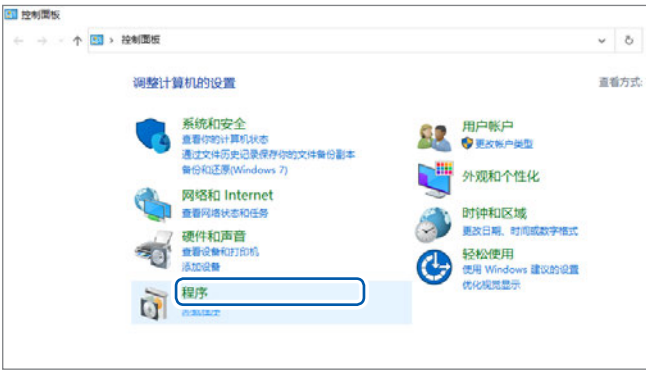 控制面板
控制面板
调整计算机的设置
查看方式:
系统和安全
查看你的计算机状态
通过文件历史记录保存你的文件备份副本
备份和还原(Windows 7)
网络和 Internet
查看网络状态和任务
硬件和声音
查看设备和打印机
添加设备
程序
用户帐户
更改帐户类型
外观和个性化
时钟和区域
更改日期、时间或数字格式
轻松使用
使用 Windows 建议的设置
优化视觉显示